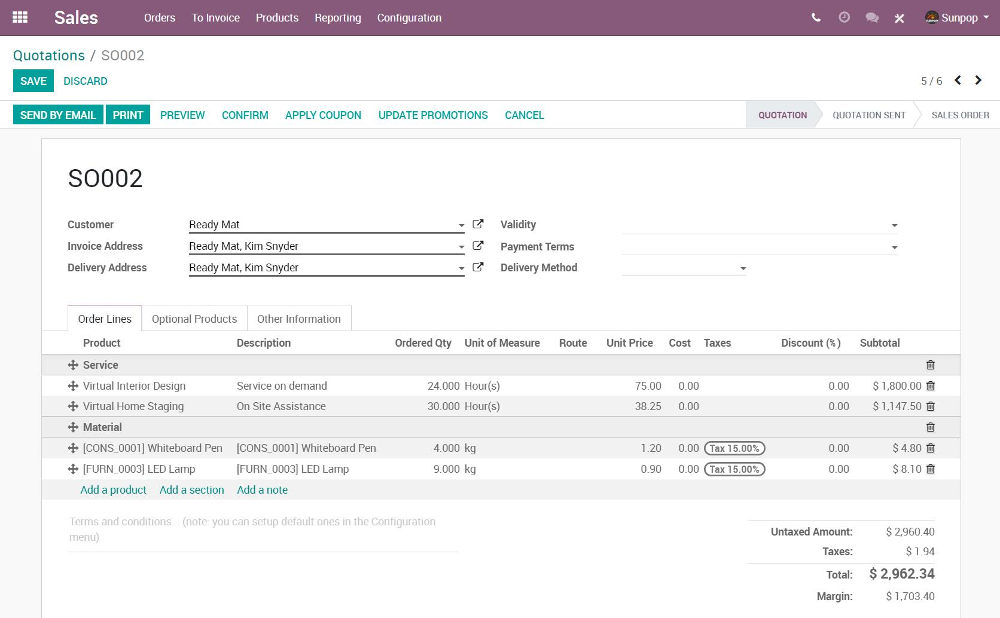 Sales Orders To Invoice Products Reporting Configuration Sunpop
Quotations / SO002
SAVE DISCARD 5 / 6
SEND BY EMAIL PRINT PREVIEW CONFIRM APPLY COUPON UPDATE PROMOTIONS CANCEL QUOTATION QUOTATION SENT SALES ORDER
SO002
Customer Ready Mat Validity
Invoice Address Ready Mat, Kim Snyder Payment Terms
Delivery Address Ready Mat, Kim Snyder Delivery Method
Order Lines Optional Products Other Information
Product Description Ordered Qty Unit of Measure Route Unit Price Cost Taxes Discount (%) Subtotal
Service
Virtual Interior Design Service on demand 24.000 Hour(s) 75.00 0.00 0.00 $ 1,800.00
Virtual Home Staging On Site Assistance 30.000 Hour(s) 38.25 0.00 0.00 $ 1,147.50
Material
[CONS_0001] Whiteboard Pen [CONS_0001] Whiteboard Pen 4.000 kg 1.20 0.00 Tax 15.00% 0.00 $ 4.80
[FURN_0003] LED Lamp [FURN_0003] LED Lamp 9.000 kg 0.90 0.00 Tax 15.00% 0.00 $ 8.10
Add a product Add a section Add a note
Terms and conditions... (note: you can setup default ones in the Configuration
menu)
Untaxed Amount: $ 2,960.40
Taxes: $ 1.94
Total: $ 2,962.34
Margin: $ 1,703.40